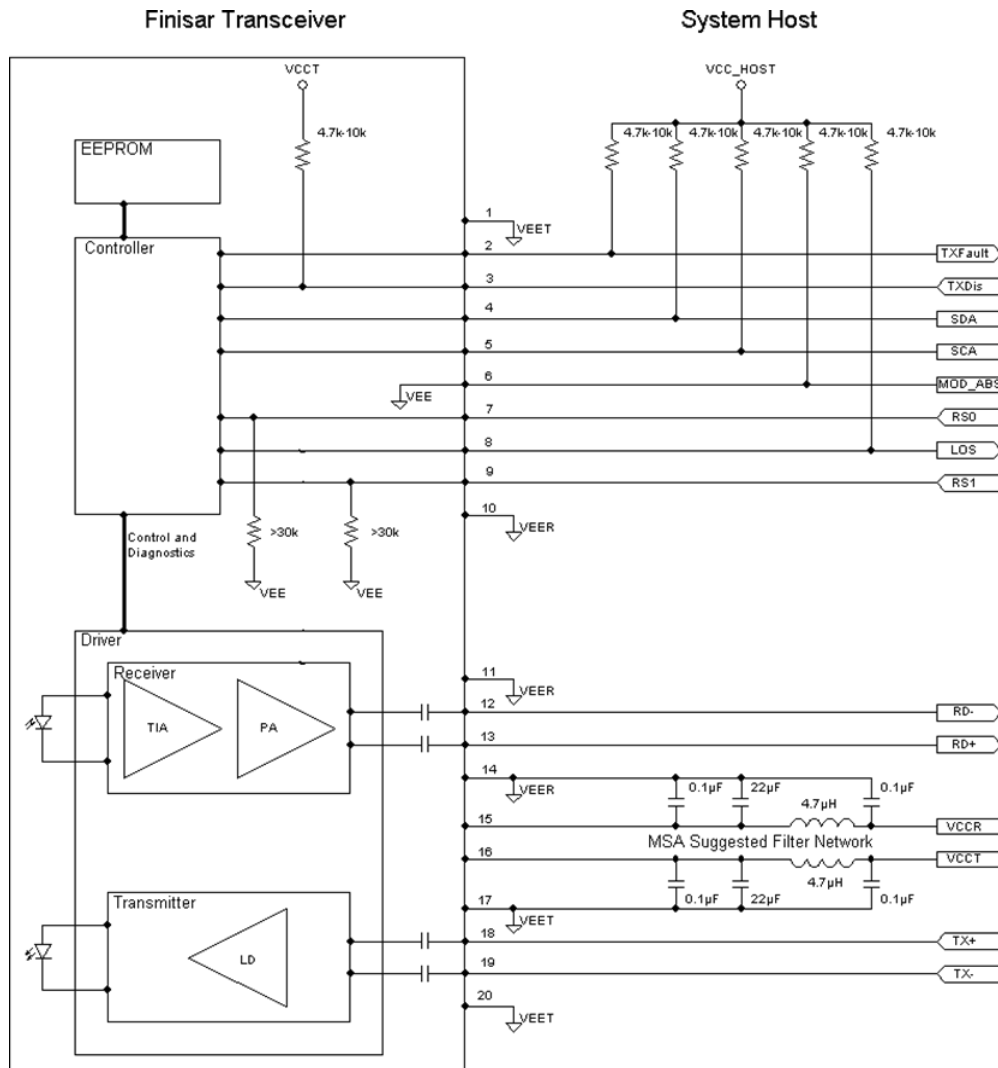 Finisar Transceiver
System Host
VCCT
VCC_HOST
4.7k-10k
4.7k-10k 4.7k-10k 4.7k-10k 4.7k-10k 4.7k-10k
EEPROM
Controller
1
VEET
2
TXFault
3
TXDis
4
SDA
5
SCA
6
VEE
MOD_ABS
7
RS0
8
LOS
9
RS1
10
VEER
Control and
Diagnostics
>30k
>30k
VEE
VEE
Driver
Receiver
TIA
PA
11
VEER
12
RD-
13
RD+
14
VEER
0.1µF
22µF
4.7µH
0.1µF
15
VCCR
MSA Suggested Filter Network
16
VCCT
4.7µH
0.1µF
22µF
0.1µF
17
VEET
Transmitter
LD
18
TX+
19
TX-
20
VEET